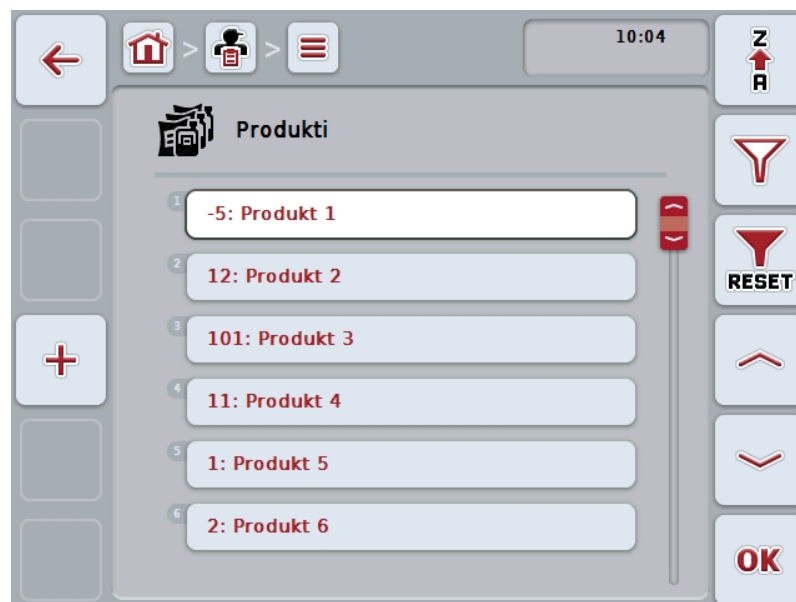 > >
10:04
Z
A
Produkti
1
-5: Produkt 1
2
12: Produkt 2
RESET
3
101: Produkt 3
4
11: Produkt 4
5
1: Produkt 5
6
2: Produkt 6
OK